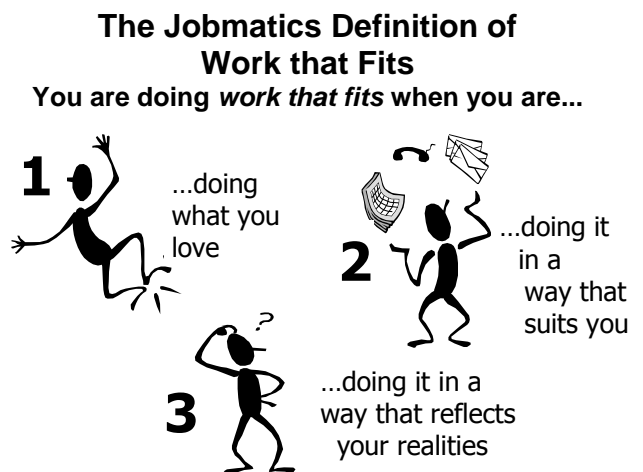 The Jobmatics Definition of
Work that Fits
You are doing work that fits when you are...
1
...doing
what you
love
2
...doing it
in a
way that
suits you
?
3
...doing it in a
way that reflects
your realities